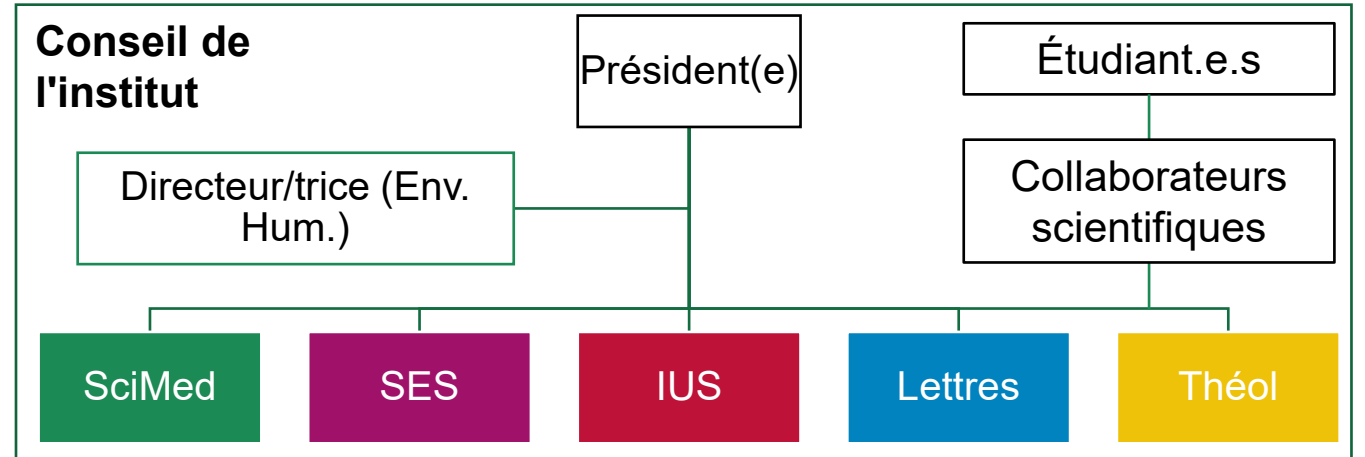 Conseil de
l'institut
Président(e)
Étudiant.e.s
Directeur/trice (Env.
Hum.)
Collaborateurs
scientifiques
SciMed
SES
IUS
Lettres
Théol